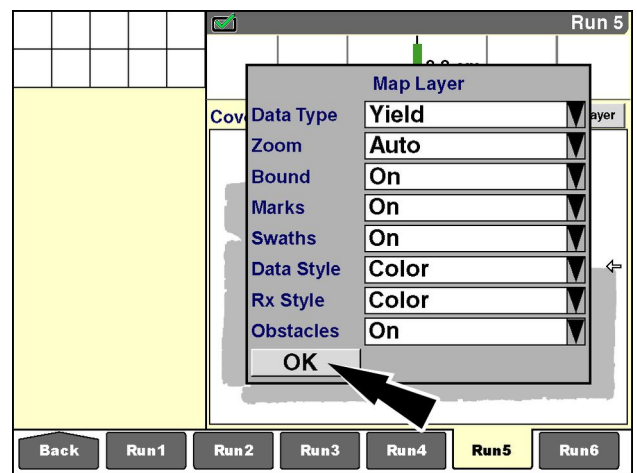 Run 5
Map Layer
Cov
ayer
Data Type Yield
Zoom Auto
Bound On
Marks On
Swaths On
Data Style Color
Rx Style Color
Obstacles On
OK
Back Run1 Run2 Run3 Run4 Run5 Run6